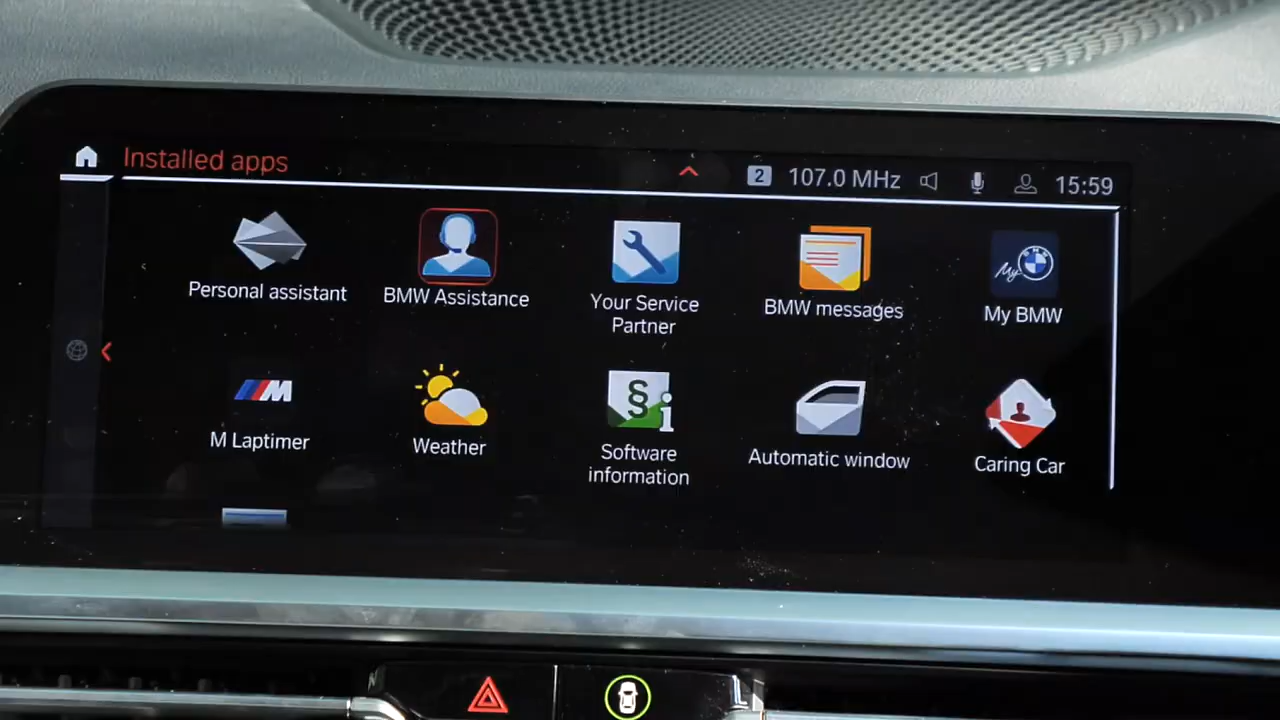 Installed apps
2 107.0 MHz 15:59
Personal assistant
BMW Assistance
Your Service
Partner
BMW messages
My BMW
M Laptimer
Weather
Software
information
Automatic window
Caring Car
My
M
§
i